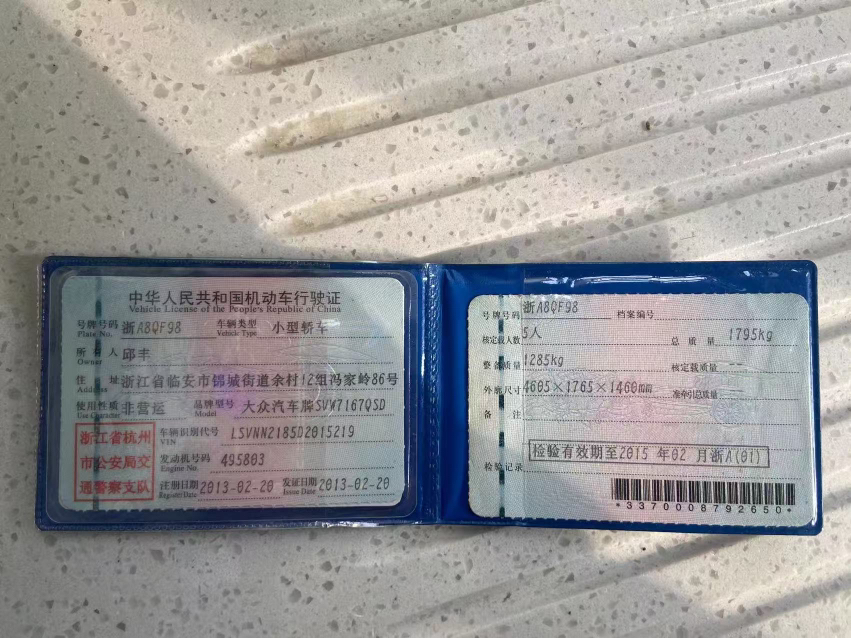 中华人民共和国机动车行驶证
Vehicle License of the People's Republic of China
号牌号码 浙A8QF98 车辆类型 小型轿车
Plate No. Vehicle Type
所有人 邱丰
Owner
住址 浙江省临安市锦城街道余村12组冯家岭86号
Address
使用性质 非营运 品牌型号 大众汽车牌SVW7167QSD
Use Character Model
浙江省杭州
市公安局交
通警察支队
车辆识别代号 LSVNN2185D2015219
VIN
发动机号码 495803
Engine No.
注册日期 2013-02-20 发证日期 2013-02-20
Register Date Issue Date
号牌号码 浙A8QF98 档案编号
核定载人数 5人 总质量 1795kg
整备质量 1285kg 核定载质量 --
外廓尺寸 4605×1765×1460mm 准牵引总质量
备注
检验有效期至2015 年02 月浙A(01)
检验记录
*3370008792650*